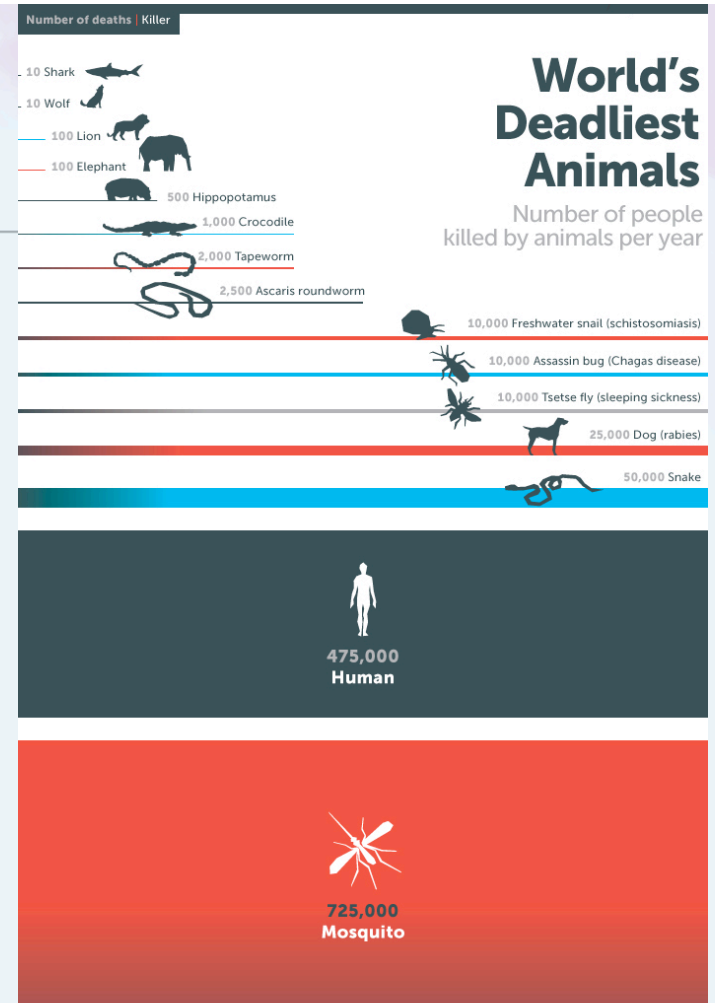 Number of deaths | Killer
World's
Deadliest
Animals
Number of people
killed by animals per year
10 Shark
10 Wolf
100 Lion
100 Elephant
500 Hippopotamus
1,000 Crocodile
2,000 Tapeworm
2,500 Ascaris roundworm
10,000 Freshwater snail (schistosomiasis)
10,000 Assassin bug (Chagas disease)
10,000 Tsetse fly (sleeping sickness)
25,000 Dog (rabies)
50,000 Snake
475,000
Human
725,000
Mosquito